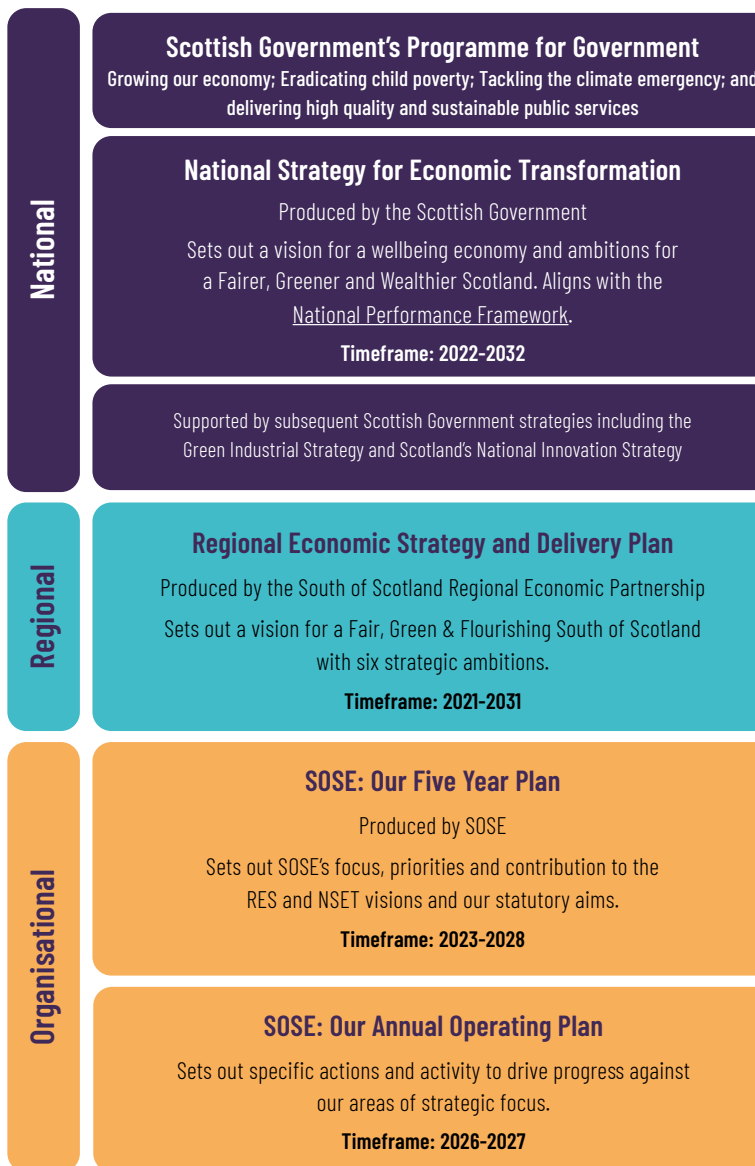 National
Scottish Government's Programme for Government
Growing our economy; Eradicating child poverty; Tackling the climate emergency; and
delivering high quality and sustainable public services
National Strategy for Economic Transformation
Produced by the Scottish Government
Sets out a vision for a wellbeing economy and ambitions for
a Fairer, Greener and Wealthier Scotland. Aligns with the
National Performance Framework.
Timeframe: 2022-2032
Supported by subsequent Scottish Government strategies including the
Green Industrial Strategy and Scotland's National Innovation Strategy
Regional
Regional Economic Strategy and Delivery Plan
Produced by the South of Scotland Regional Economic Partnership
Sets out a vision for a Fair, Green & Flourishing South of Scotland
with six strategic ambitions.
Timeframe: 2021-2031
Organisational
SOSE: Our Five Year Plan
Produced by SOSE
Sets out SOSE's focus, priorities and contribution to the
RES and NSET visions and our statutory aims.
Timeframe: 2023-2028
SOSE: Our Annual Operating Plan
Sets out specific actions and activity to drive progress against
our areas of strategic focus.
Timeframe: 2026-2027